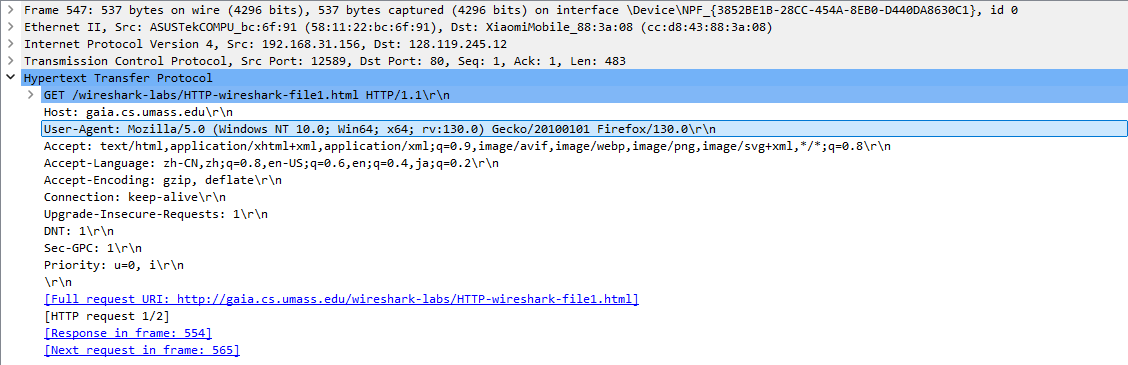 Frame 547: 537 bytes on wire (4296 bits), 537 bytes captured (4296 bits) on interface \Device\NPF_{3852BE1B-28CC-454A-8EB0-D440DA8630C1}, id 0
Ethernet II, Src: ASUSTekCOMPU_bc:6f:91 (58:11:22:bc:6f:91), Dst: XiaomiMobile_88:3a:08 (cc:d8:43:88:3a:08)
Internet Protocol Version 4, Src: 192.168.31.156, Dst: 128.119.245.12
Transmission Control Protocol, Src Port: 12589, Dst Port: 80, Seq: 1, Ack: 1, Len: 483
Hypertext Transfer Protocol
GET /wireshark-labs/HTTP-wireshark-file1.html HTTP/1.1\r\n
Host: gaia.cs.umass.edu\r\n
User-Agent: Mozilla/5.0 (Windows NT 10.0; Win64; x64; rv:130.0) Gecko/20100101 Firefox/130.0\r\n
Accept: text/html,application/xhtml+xml,application/xml;q=0.9,image/avif,image/webp,image/png,image/svg+xml,*/*;q=0.8\r\n
Accept-Language: zh-CN,zh;q=0.8,en-US;q=0.6,en;q=0.4,ja;q=0.2\r\n
Accept-Encoding: gzip, deflate\r\n
Connection: keep-alive\r\n
Upgrade-Insecure-Requests: 1\r\n
DNT: 1\r\n
Sec-GPC: 1\r\n
Priority: u=0, i\r\n
\r\n
[Full request URI: http://gaia.cs.umass.edu/wireshark-labs/HTTP-wireshark-file1.html]
[HTTP request 1/2]
[Response in frame: 554]
[Next request in frame: 565]